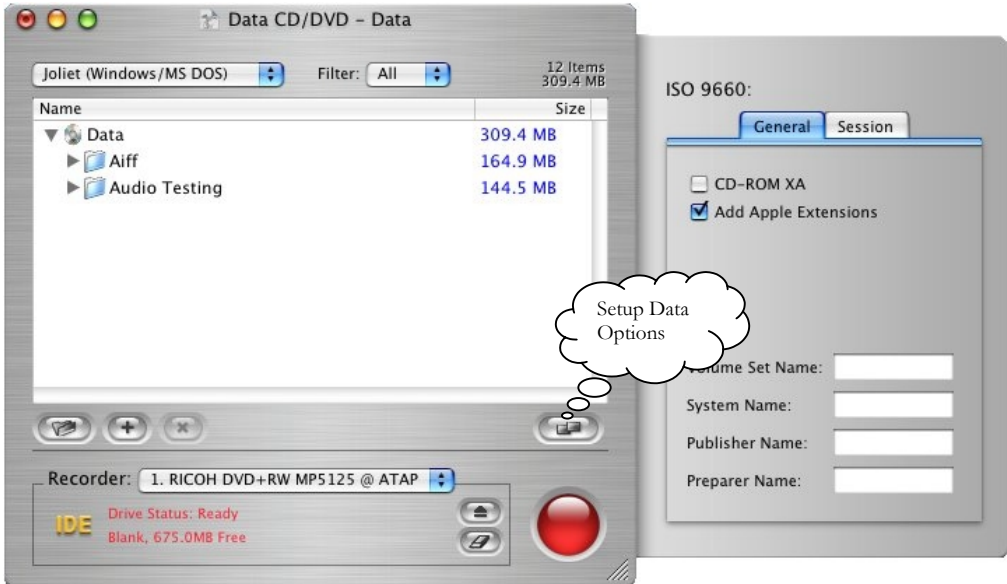 Data CD/DVD - Data
Joliet (Windows/MS DOS)
Filter: All
12 Items
309.4 MB
Name Size
Data 309.4 MB
Aiff 164.9 MB
Audio Testing 144.5 MB
Recorder: 1. RICOH DVD+RW MP5125 @ ATAP
IDE
Drive Status: Ready
Blank, 675.0MB Free
Setup Data
Options
ISO 9660:
General Session
CD-ROM XA
Add Apple Extensions
Set Name:
System Name:
Publisher Name:
Preparer Name: